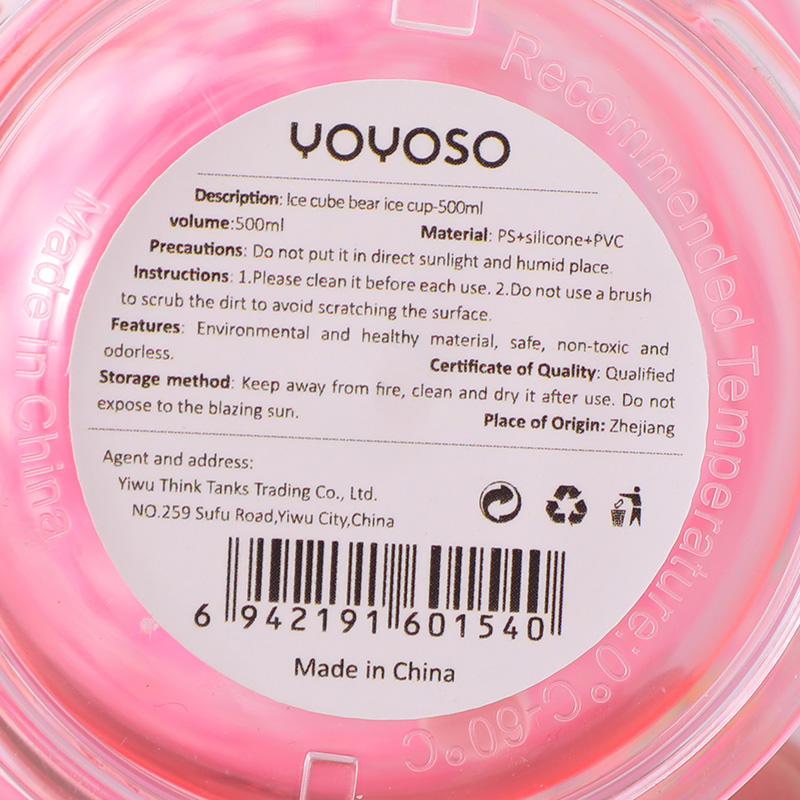 YOYOSO
Description: Ice cube bear ice cup-500ml
volume:500ml Material: PS+silicone+PVC
Precautions: Do not put it in direct sunlight and humid place.
Instructions: 1.Please clean it before each use. 2.Do not use a brush
to scrub the dirt to avoid scratching the surface.
Features: Environmental and healthy material, safe, non-toxic and
odorless. Certificate of Quality: Qualified
Storage method: Keep away from fire, clean and dry it after use. Do not
expose to the blazing sun. Place of Origin: Zhejiang
Agent and address:
Yiwu Think Tanks Trading Co., Ltd.
NO.259 Sufu Road,Yiwu City,China
6 942191 601540
Made in China
Recommended Temperature:0°C-60°C
Made in China